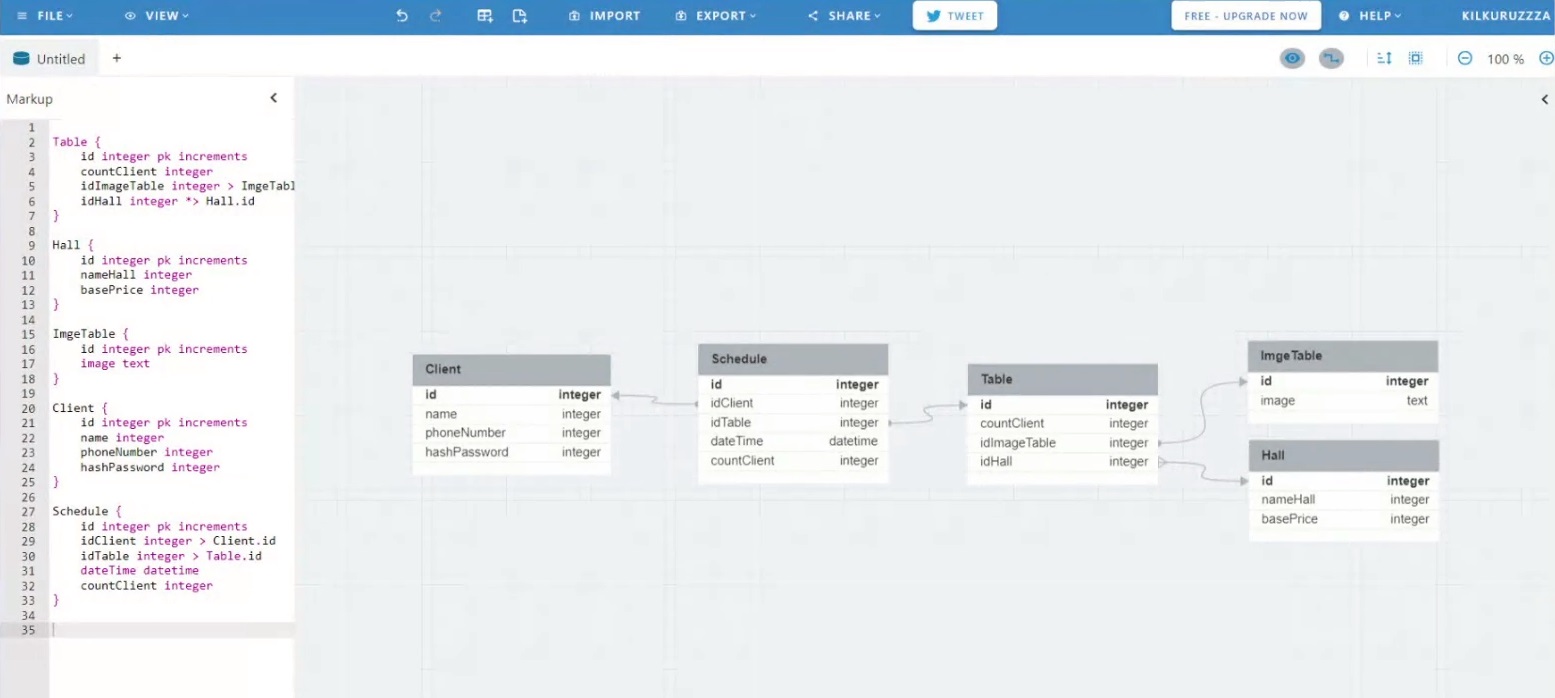 FILE VIEW IMPORT EXPORT SHARE TWEET FREE - UPGRADE NOW HELP KILKURUZZZA
Untitled + 100 %
Markup
1
2 Table {
3 id integer pk increments
4 countClient integer
5 idImageTable integer > ImgeTabl
6 idHall integer *> Hall.id
7 }
8
9 Hall {
10 id integer pk increments
11 nameHall integer
12 basePrice integer
13 }
14
15 ImgeTable {
16 id integer pk increments
17 image text
18 }
19
20 Client {
21 id integer pk increments
22 name integer
23 phoneNumber integer
24 hashPassword integer
25 }
26
27 Schedule {
28 id integer pk increments
29 idClient integer > Client.id
30 idTable integer > Table.id
31 dateTime datetime
32 countClient integer
33 }
34
35
Client
id integer
name integer
phoneNumber integer
hashPassword integer
Schedule
id integer
idClient integer
idTable integer
dateTime datetime
countClient integer
Table
id integer
countClient integer
idImageTable integer
idHall integer
ImgeTable
id integer
image text
Hall
id integer
nameHall integer
basePrice integer